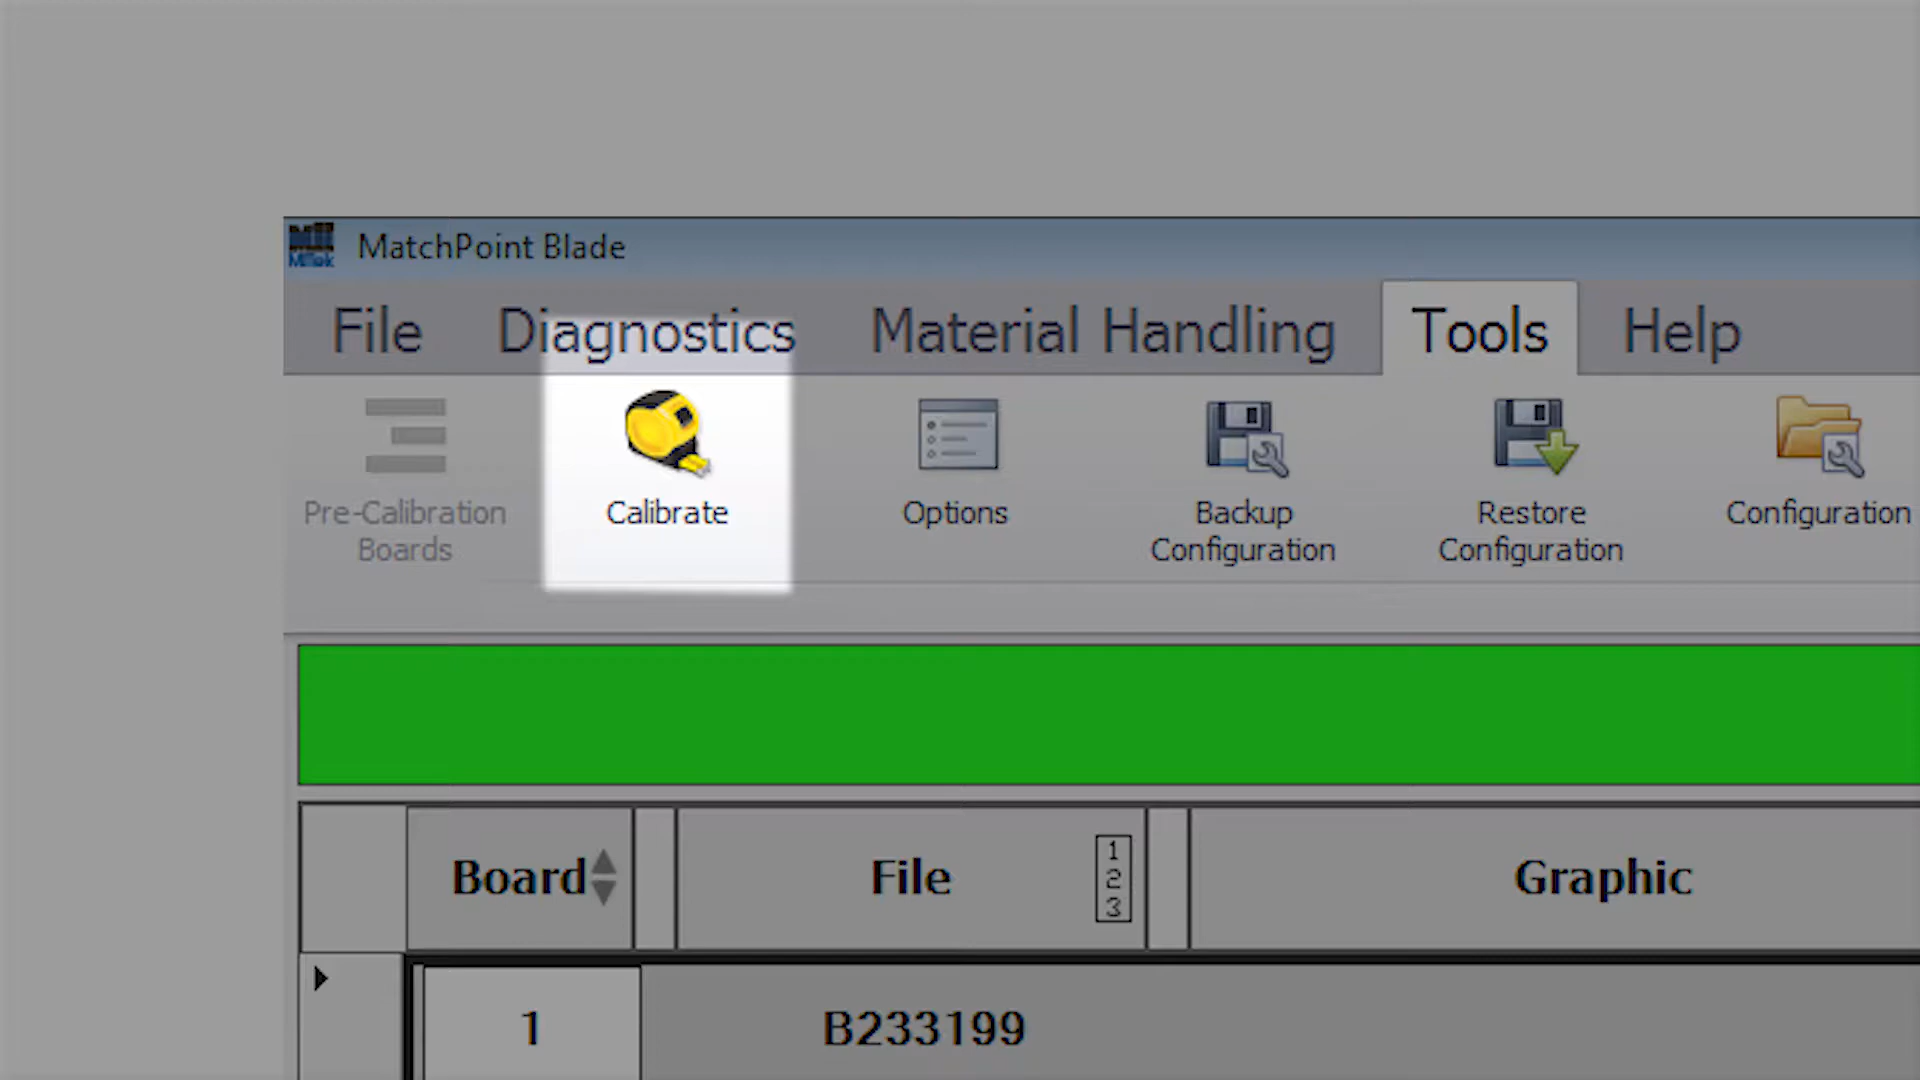 MiTek
MatchPoint Blade
File Diagnostics Material Handling Tools Help
Pre-Calibration
Boards
Calibrate
Options
Backup
Configuration
Restore
Configuration
Configuration
Board
File
1
2
3
Graphic
1
B233199